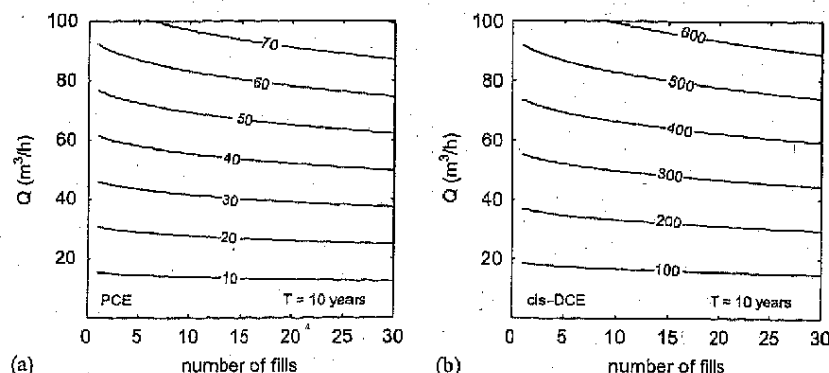 100
80
60
40
20
Q (m³/h)
70
60
50
40
30
20
10
PCE
T = 10 years
0 5 10 15 20 25 30
(a)
number of fills
100
80
60
40
20
Q (m³/h)
600
500
400
300
200
100
cis-DCE
T = 10 years
0 5 10 15 20 25 30
(b)
number of fills